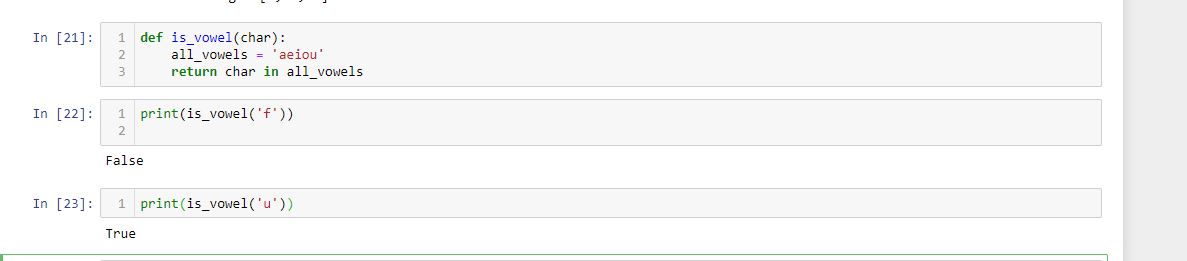 In [21]:
1 def is_vowel(char):
2     all_vowels = 'aeiou'
3     return char in all_vowels
In [22]:
1 print(is_vowel('f'))
2
False
In [23]:
1 print(is_vowel('u'))
True